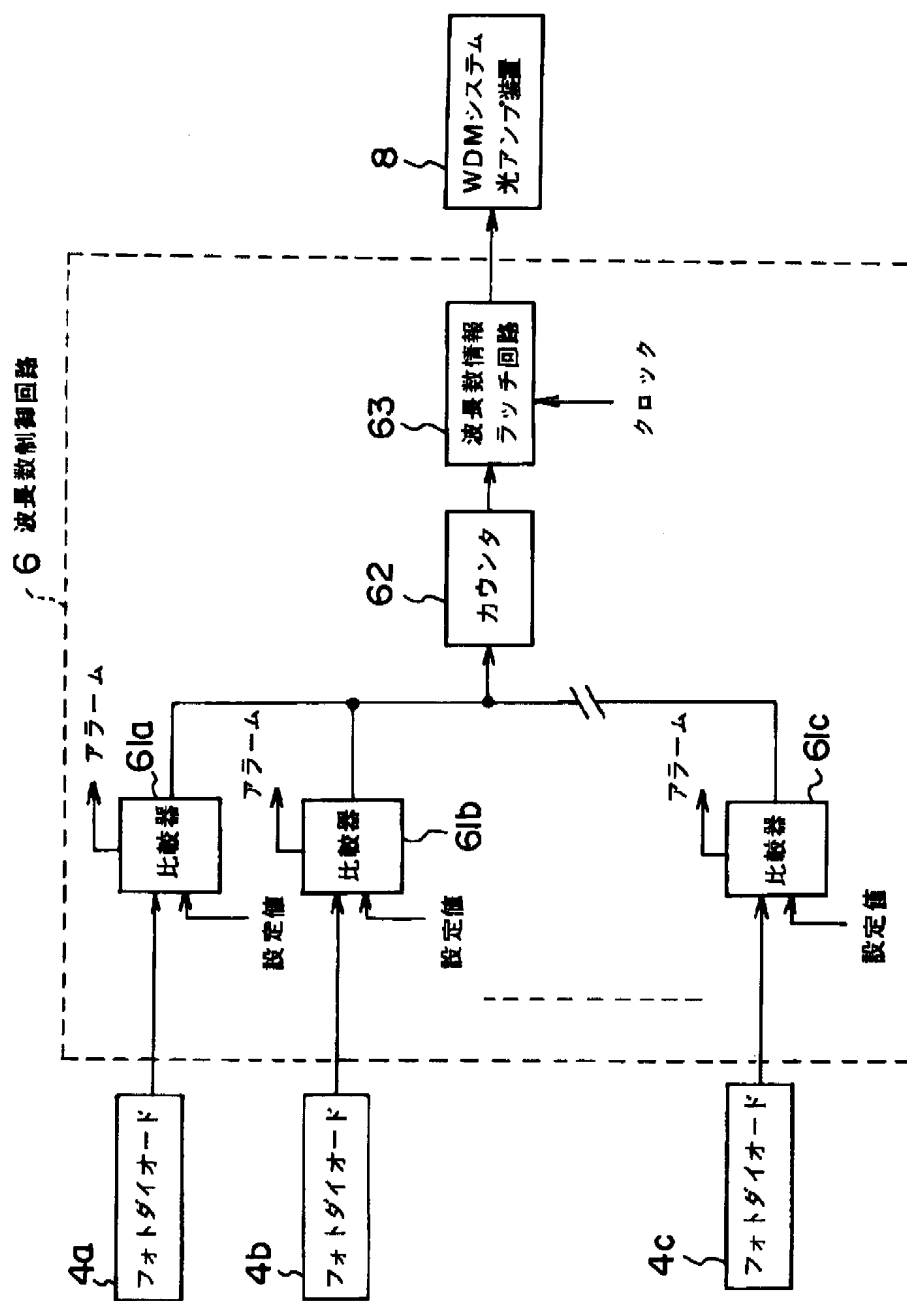 6 波長数制御回路
4a
フォトダイオード
設定値
比較器
61a
アラーム
4b
フォトダイオード
設定値
比較器
61b
アラーム
4c
フォトダイオード
設定値
比較器
61c
アラーム
62
カウンタ
63
波長数情報
ラッチ回路
クロック
8
WDMシステム
光アンプ装置